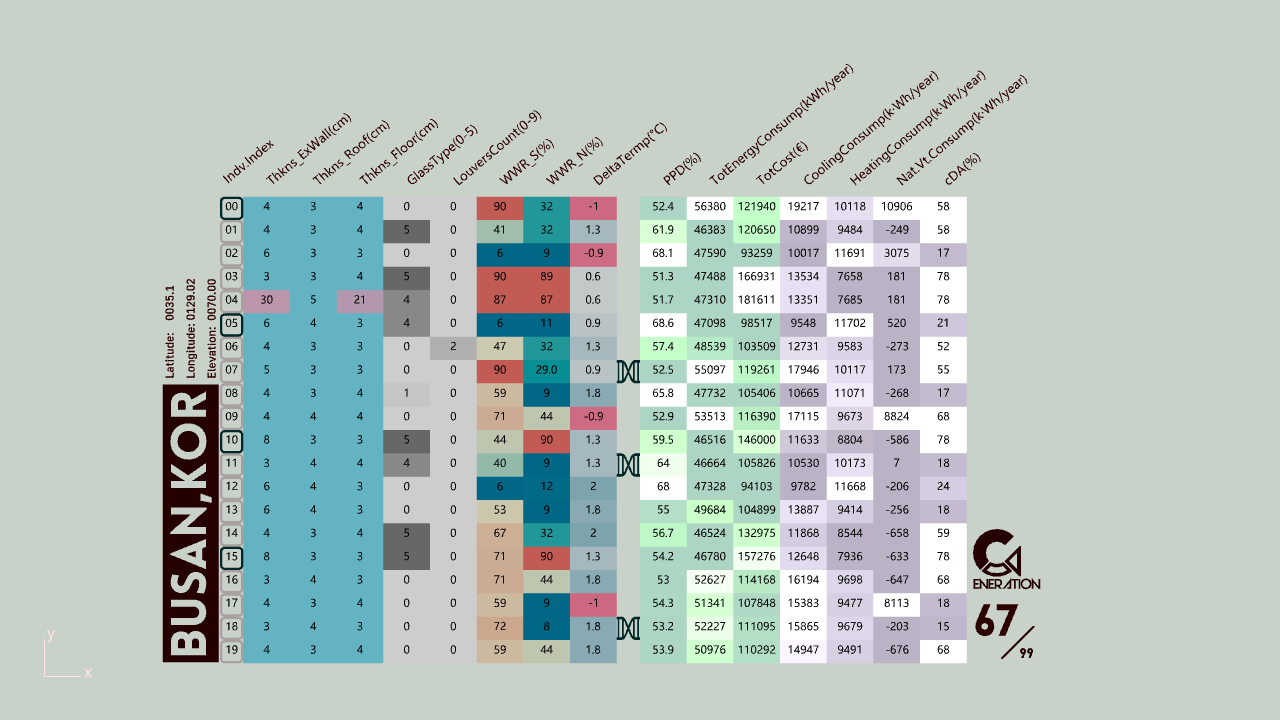 Indv.Index Thkns_ExWall(cm) Thkns_Roof(cm) Thkns_Floor(cm) GlassType(0-5) LouversCount(0-9) WWR_S(%) WWR_N(%) DeltaTermp(°C) PPD(%) TotEnergyConsump(kWh/year) TotCost(€) CoolingConsump(k·Wh/year) HeatingConsump(k·Wh/year) Nat.Vt.Consump(k·Wh/year) cDA(%)
00 4 3 4 0 0 90 32 -1 52.4 56380 121940 19217 10118 10906 58
01 4 3 4 5 0 41 32 1.3 61.9 46383 120650 10899 9484 -249 58
02 6 3 3 0 0 6 9 -0.9 68.1 47590 93259 10017 11691 3075 17
03 3 3 4 5 0 90 89 0.6 51.3 47488 166931 13534 7658 181 78
04 30 5 21 4 0 87 87 0.6 51.7 47310 181611 13351 7685 181 78
05 6 4 3 4 0 6 11 0.9 68.6 47098 98517 9548 11702 520 21
06 4 3 3 0 2 47 32 1.3 57.4 48539 103509 12731 9583 -273 52
07 5 3 3 0 0 90 29.0 0.9 52.5 55097 119261 17946 10117 173 55
08 4 3 3 1 0 59 9 1.8 65.8 47732 105406 10665 11071 -268 17
09 4 4 4 0 0 71 44 -0.9 52.9 53513 116390 17115 9673 8824 68
10 8 3 3 5 0 44 90 1.3 59.5 46516 146000 11633 8804 -586 78
11 3 4 4 4 0 40 9 1.3 64 46664 105826 10530 10173 7 18
12 6 4 3 0 0 6 12 2 68 47328 94103 9782 11668 -206 24
13 6 4 3 0 0 53 9 1.8 55 49684 104899 13887 9414 -256 18
14 4 3 4 5 0 67 32 2 56.7 46524 132975 11868 8544 -658 59
15 8 3 3 5 0 71 90 1.3 54.2 46780 157276 12648 7936 -633 78
16 3 4 3 0 0 71 44 1.8 53 52627 114168 16194 9698 -647 68
17 4 3 4 0 0 59 9 -1 54.3 51341 107848 15383 9477 8113 18
18 3 4 3 0 0 72 8 1.8 53.2 52227 111095 15865 9679 -203 15
19 4 3 4 0 0 59 44 1.8 53.9 50976 110292 14947 9491 -676 68
Latitude: 0035.1
Longitude: 0129.02
Elevation: 0070.00
BUSAN,KOR
ENERATION
67/99
y
x